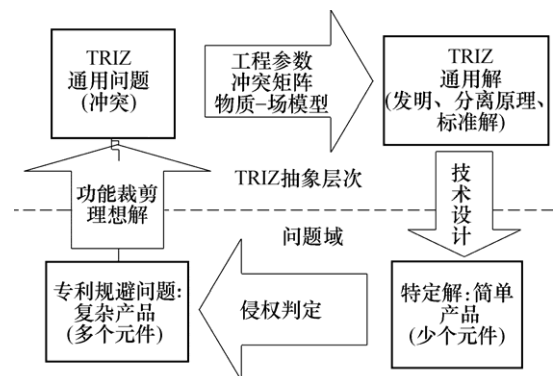 TRIZ
通用问题
(冲突)
工程参数
冲突矩阵
物质-场模型
TRIZ
通用解
(发明、分离原理、
标准解)
功能裁剪
理想解
TRIZ抽象层次
技
术
设
计
问题域
专利规避问题:
复杂产品
(多个元件)
侵权判定
特定解:简单
产品
(少个元件)